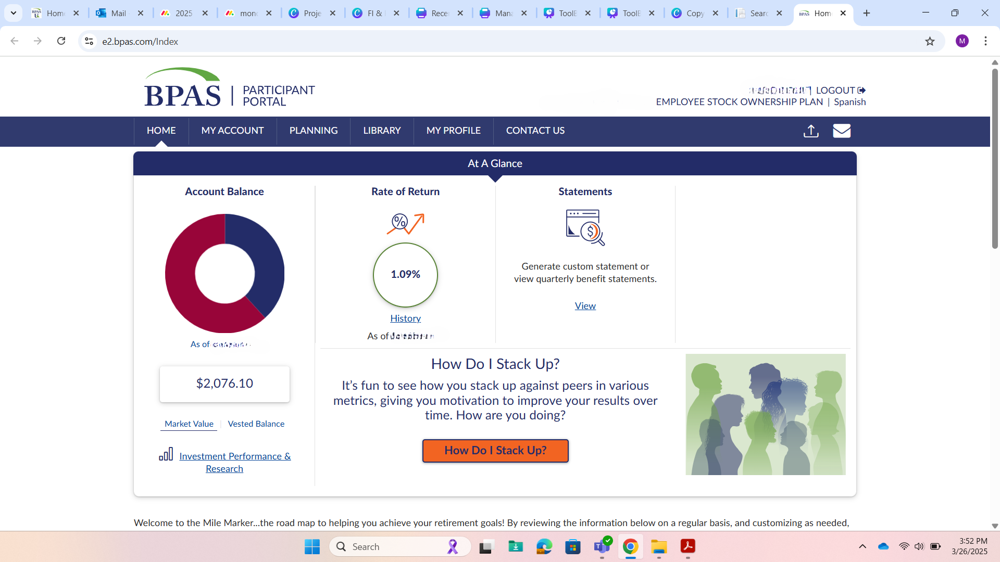 BPAS
U
Hom
Mail
2025
mond
Proje
FI &
Rece
Mana
ToolB
ToolB
Copy
Searc
BPAS
Hom
e2.bpas.com/Index
M
BPAS | PARTICIPANT PORTAL
LOGOUT
EMPLOYEE STOCK OWNERSHIP PLAN | Spanish
HOME
MY ACCOUNT
PLANNING
LIBRARY
MY PROFILE
CONTACT US
At A Glance
Account Balance
As of
$2,076.10
Market Value | Vested Balance
Investment Performance &
Research
Rate of Return
%
1.09%
History
As of
Statements
$
Generate custom statement or
view quarterly benefit statements.
View
How Do I Stack Up?
It’s fun to see how you stack up against peers in various
metrics, giving you motivation to improve your results over
time. How are you doing?
How Do I Stack Up?
Welcome to the Mile Marker...the road map to helping you achieve your retirement goals! By reviewing the information below on a regular basis, and customizing as needed,
Search
T
3:52 PM
3/26/2025